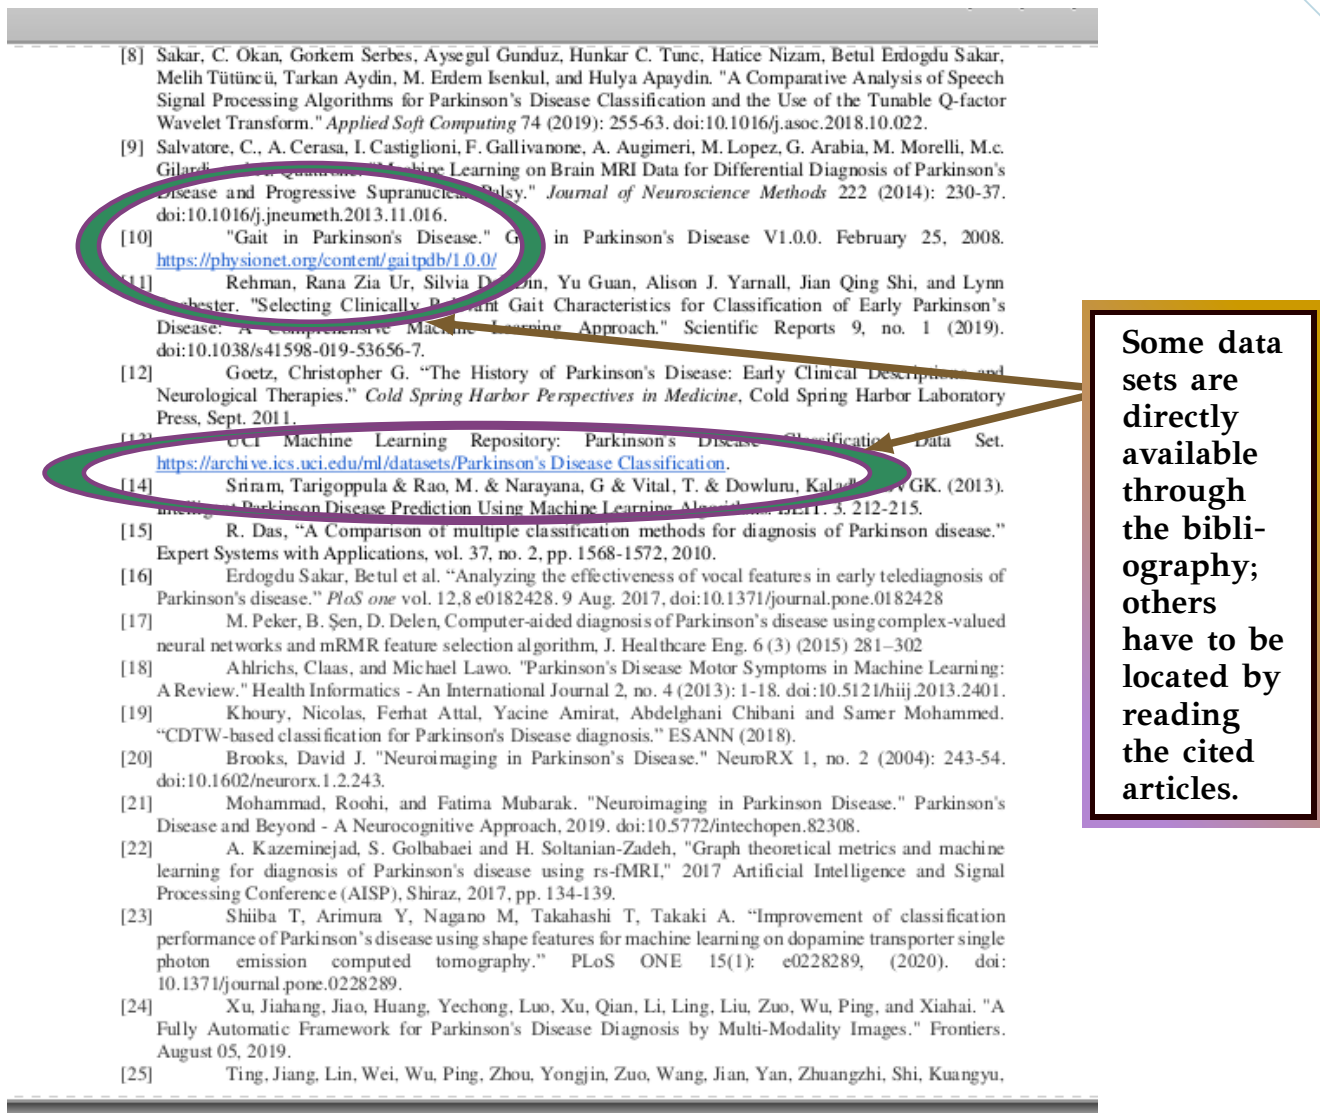 [8] Sakar, C. Okan, Gorkem Serbes, Aysegul Gunduz, Hunkar C. Tunc, Hatice Nizam, Betul Erdogdu Sakar,
Melih Tütüncü, Tarkan Aydin, M. Erdem Isenkul, and Hulya Apaydin. "A Comparative Analysis of Speech
Signal Processing Algorithms for Parkinson's Disease Classification and the Use of the Tunable Q-factor
Wavelet Transform." Applied Soft Computing 74 (2019): 255-63. doi:10.1016/j.asoc.2018.10.022.
[9] Salvatore, C., A. Cerasa, I. Castiglioni, F. Gallivanone, A. Augimeri, M. Lopez, G. Arabia, M. Morelli, M.c.
Learning on Brain MRI Data for Differential Diagnosis of Parkinson's
Disease and Progressive Supranuclear Palsy." Journal of Neuroscience Methods 222 (2014): 230-37.
doi:10.1016/j.jneumeth.2013.11.016.
[10] "Gait in Parkinson's Disease." in Parkinson's Disease V1.0.0. February 25, 2008.
https://physionet.org/content/gaitpdb/1.0.0/
[11] Rehman, Rana Zia Ur, Silvia Yu Guan, Alison J. Yarnall, Jian Qing Shi, and Lynn
"Selecting Clinically Gait Characteristics for Classification of Early Parkinson's
Disease: A Comprehensive Machine Learning Approach." Scientific Reports 9, no. 1 (2019).
doi:10.1038/s41598-019-53656-7.
[12] Goetz, Christopher G. “The History of Parkinson's Disease: Early Clinical Descriptions and
Neurological Therapies.” Cold Spring Harbor Perspectives in Medicine, Cold Spring Harbor Laboratory
Press, Sept. 2011.
[13] UCI Machine Learning Repository: Parkinson's Disease Classification Data Set.
https://archive.ics.uci.edu/ml/datasets/Parkinson's Disease Classification.
[14] Sriram, Tarigoppula & Rao, M. & Narayana, G & Vital, T. & Dowluru, GK. (2013).
Intelligent Parkinson Disease Prediction Using Machine Learning 3. 212-215.
[15] R. Das, “A Comparison of multiple classification methods for diagnosis of Parkinson disease.”
Expert Systems with Applications, vol. 37, no. 2, pp. 1568-1572, 2010.
[16] Erdogdu Sakar, Betul et al. “Analyzing the effectiveness of vocal features in early telediagnosis of
Parkinson's disease.” PloS one vol. 12,8 e0182428. 9 Aug. 2017, doi:10.1371/journal.pone.0182428
[17] M. Peker, B. Şen, D. Delen, Computer-aided diagnosis of Parkinson's disease using complex-valued
neural networks and mRMR feature selection algorithm, J. Healthcare Eng. 6 (3) (2015) 281–302
[18] Ahlrichs, Claas, and Michael Lawo. "Parkinson's Disease Motor Symptoms in Machine Learning:
A Review." Health Informatics - An International Journal 2, no. 4 (2013): 1-18. doi:10.5121/hiij.2013.2401.
[19] Khoury, Nicolas, Ferhat Attal, Yacine Amirat, Abdelghani Chibani and Samer Mohammed.
“CDTW-based classification for Parkinson's Disease diagnosis.” ESANN (2018).
[20] Brooks, David J. "Neuroimaging in Parkinson's Disease." NeuroRX 1, no. 2 (2004): 243-54.
doi:10.1602/neurorx.1.2.243.
[21] Mohammad, Roohi, and Fatima Mubarak. "Neuroimaging in Parkinson Disease." Parkinson's
Disease and Beyond - A Neurocognitive Approach, 2019. doi:10.5772/intechopen.82308.
[22] A. Kazeminejad, S. Golbabaei and H. Soltanian-Zadeh, "Graph theoretical metrics and machine
learning for diagnosis of Parkinson's disease using rs-fMRI," 2017 Artificial Intelligence and Signal
Processing Conference (AISP), Shiraz, 2017, pp. 134-139.
[23] Shiiba T, Arimura Y, Nagano M, Takahashi T, Takaki A. “Improvement of classification
performance of Parkinson's disease using shape features for machine learning on dopamine transporter single
photon emission computed tomography.” PLoS ONE 15(1): e0228289, (2020). doi:
10.1371/journal.pone.0228289.
[24] Xu, Jiahang, Jiao, Huang, Yechong, Luo, Xu, Qian, Li, Ling, Liu, Zuo, Wu, Ping, and Xiahai. "A
Fully Automatic Framework for Parkinson's Disease Diagnosis by Multi-Modality Images." Frontiers.
August 05, 2019.
[25] Ting, Jiang, Lin, Wei, Wu, Ping, Zhou, Yongjin, Zuo, Wang, Jian, Yan, Zhuangzhi, Shi, Kuangyu,
Some data
sets are
directly
available
through
the bibli-
ography;
others
have to be
located by
reading
the cited
articles.